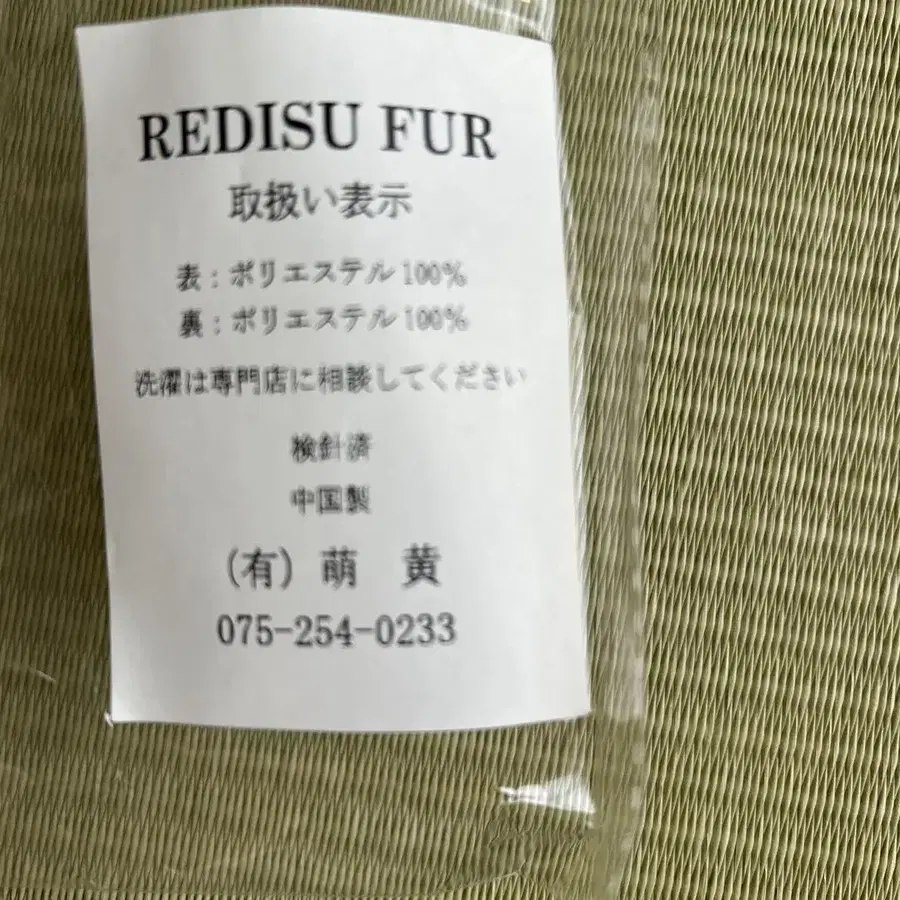 REDISU FUR
取扱い表示
表：ポリエステル100%
裏：ポリエステル100%
洗濯は専門店に相談してください
検針済
中国製
(有) 萌 黄
075-254-0233